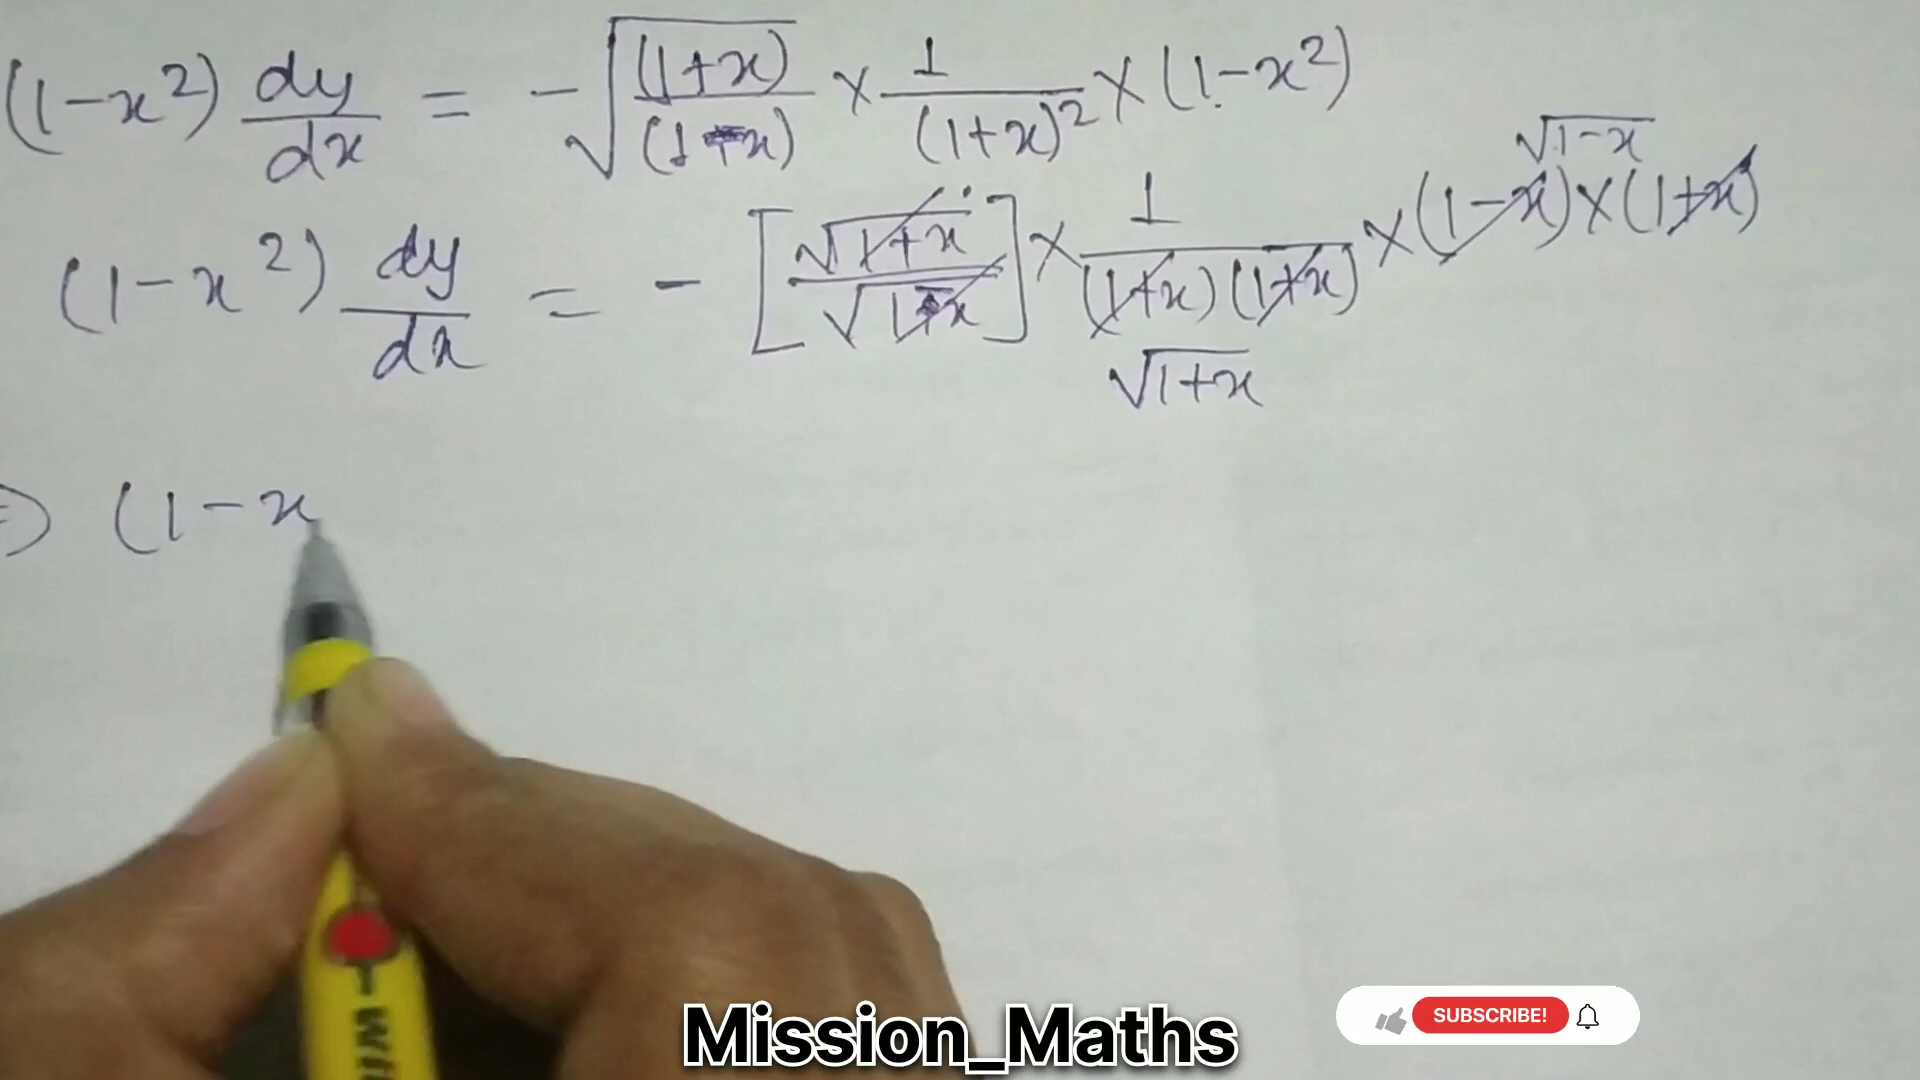 (1-x²) dy/dx = -√((1+x)/(1-x)) × 1/(1+x)² × (1-x²)
√1-x
(1-x²) dy/dx = - [√1+x/√1-x] × 1/(1+x)(1+x) × (1-x)×(1+x)
√1+x
⇒ (1-x
Mission_Maths
SUBSCRIBE!